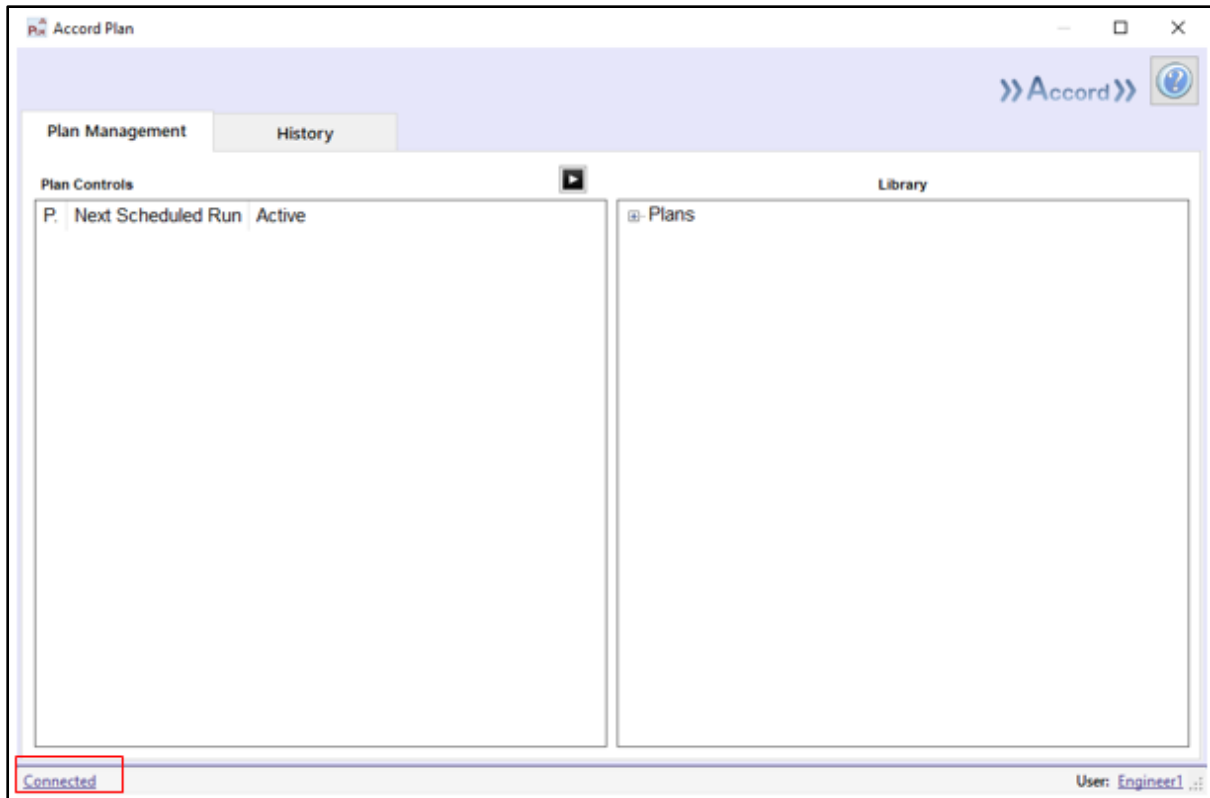 Accord Plan
»Accord»
Plan Management History
Plan Controls Library
P. Next Scheduled Run Active
Plans
Connected User: Engineer1